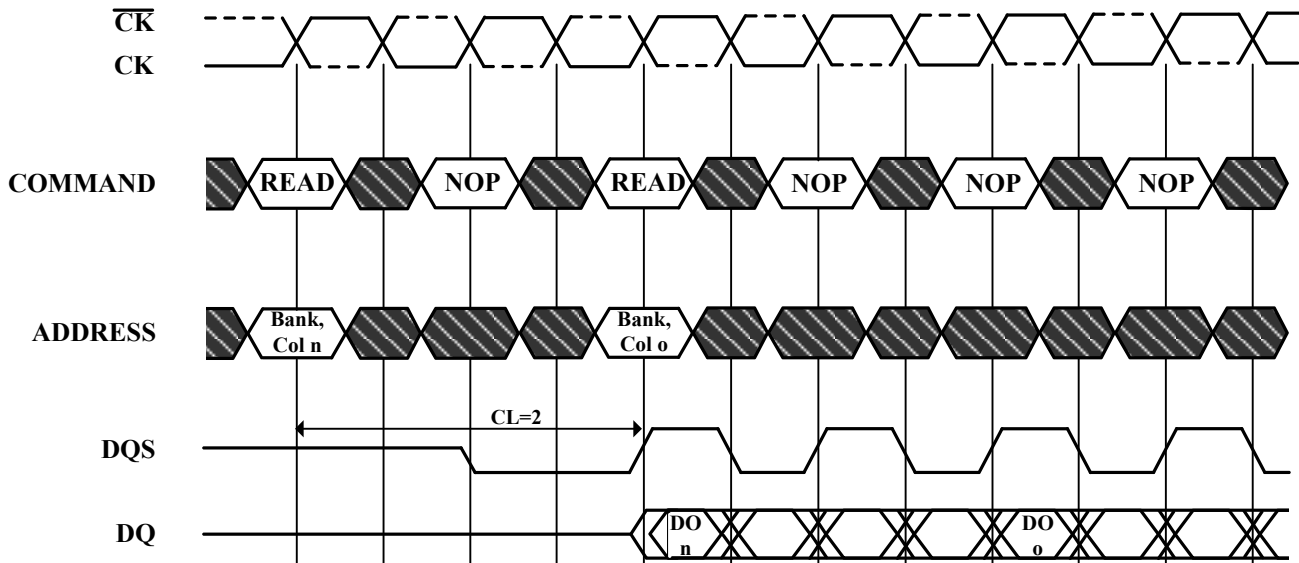 C̅K̅
CK
COMMAND
READ
NOP
READ
NOP
NOP
NOP
ADDRESS
Bank,
Col n
Bank,
Col o
CL=2
DQS
DQ
DO
n
DO
o